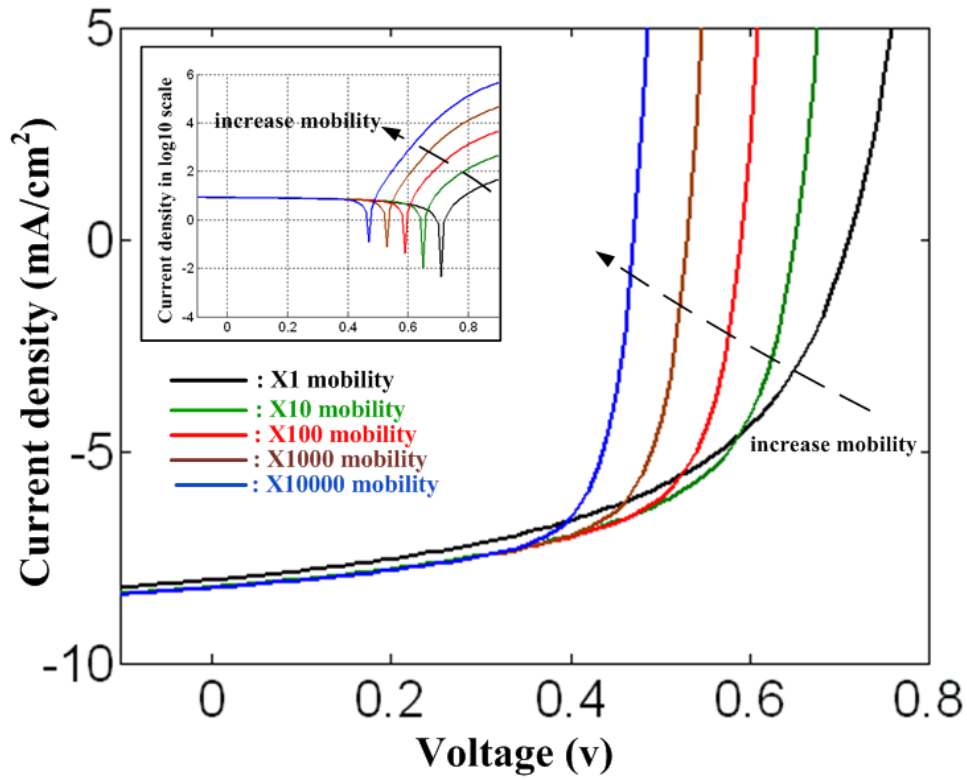 5
0
-5
-10
0
0.2
0.4
0.6
0.8
Current density (mA/cm²)
Voltage (v)
6
4
2
0
-2
-4
0
0.2
0.4
0.6
0.8
Current density in log10 scale
increase mobility
: X1 mobility
: X10 mobility
: X100 mobility
: X1000 mobility
: X10000 mobility
increase mobility